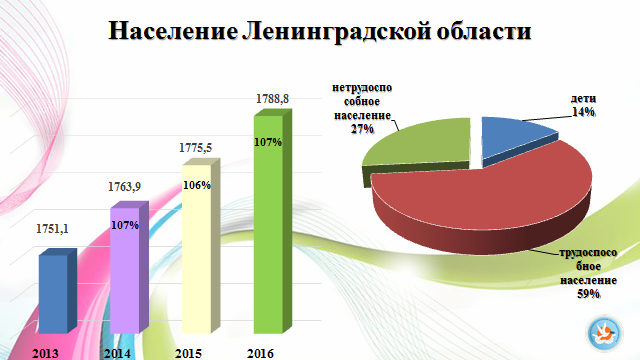 Население Ленинградской области
1788,8
1775,5
1763,9
1751,1
107%
106%
107%
2013
2014
2015
2016
нетрудоспо
собное
население
27%
дети
14%
трудоспосо
бное
население
59%